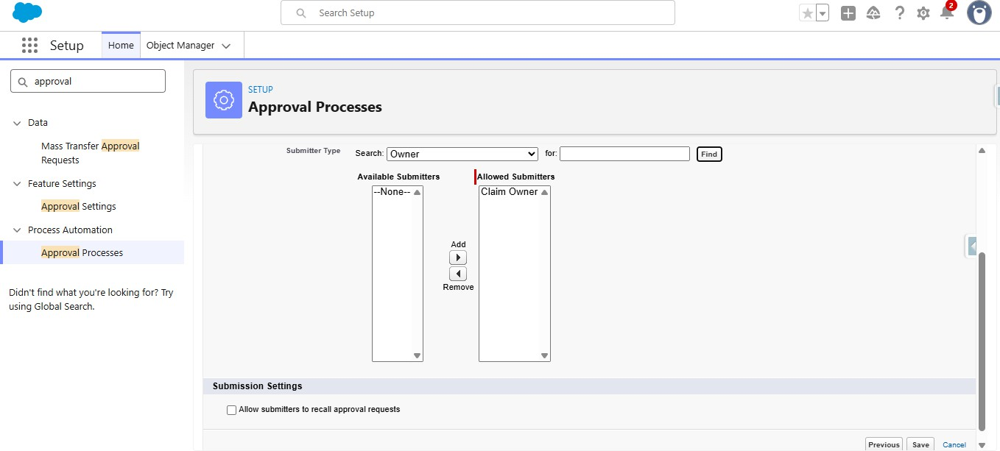 Search Setup
2
Setup
Home
Object Manager
approval
Data
Mass Transfer Approval
Requests
Feature Settings
Approval Settings
Process Automation
Approval Processes
Didn't find what you're looking for? Try
using Global Search.
SETUP
Approval Processes
Submitter Type
Search: Owner for: Find
Available Submitters
Allowed Submitters
--None--
Claim Owner
Add
Remove
Submission Settings
Allow submitters to recall approval requests
Previous Save Cancel